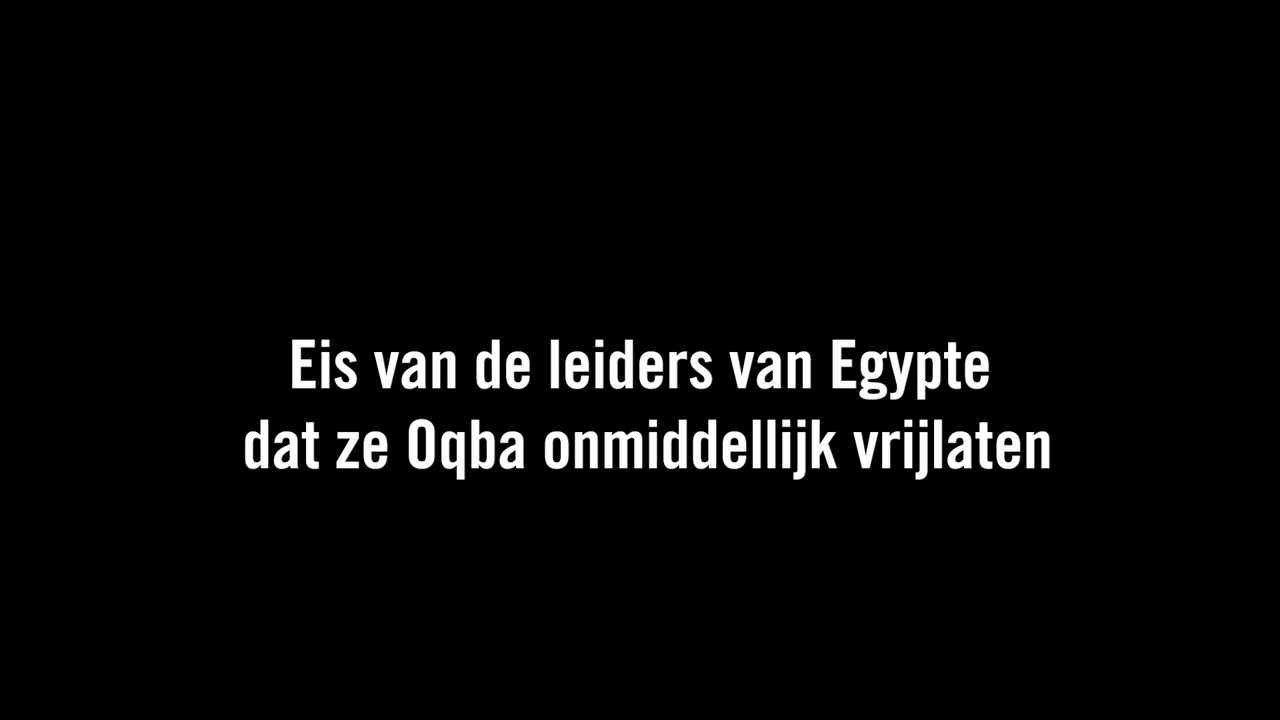 Eis van de leiders van Egypte
dat ze Oqba onmiddellijk vrijlaten